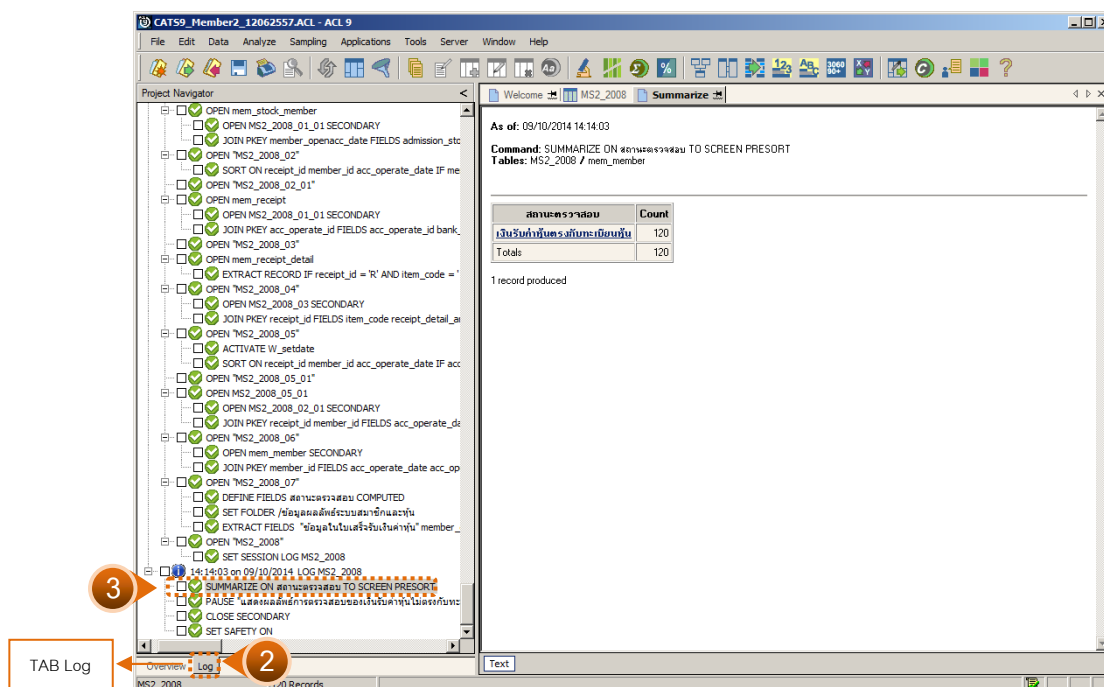 CATS9_Member2_12062557.ACL - ACL 9
File Edit Data Analyze Sampling Applications Tools Server Window Help
Project Navigator <
OPEN mem_stock_member
OPEN MS2_2008_01_01 SECONDARY
JOIN PKEY member_openacc_date FIELDS admission_stc
OPEN "MS2_2008_02"
SORT ON receipt_id member_id acc_operate_date IF me
OPEN "MS2_2008_02_01"
OPEN mem_receipt
OPEN MS2_2008_01_01 SECONDARY
JOIN PKEY acc_operate_id FIELDS acc_operate_id bank_
OPEN "MS2_2008_03"
OPEN mem_receipt_detail
EXTRACT RECORD IF receipt_id = 'R' AND item_code = '
OPEN "MS2_2008_04"
OPEN MS2_2008_03 SECONDARY
JOIN PKEY receipt_id FIELDS item_code receipt_detail_a
OPEN "MS2_2008_05"
ACTIVATE W_setdate
SORT ON receipt_id member_id acc_operate_date IF acc
OPEN "MS2_2008_05_01"
OPEN MS2_2008_05_01
OPEN MS2_2008_02_01 SECONDARY
JOIN PKEY receipt_id member_id FIELDS acc_operate_da
OPEN "MS2_2008_06"
OPEN mem_member SECONDARY
JOIN PKEY member_id FIELDS acc_operate_date acc_op
OPEN "MS2_2008_07"
DEFINE FIELDS สถานะตรวจสอบ COMPUTED
SET FOLDER /ข้อมูลผลลัพธ์ระบบสมาชิกและหุ้น
EXTRACT FIELDS "ข้อมูลในใบเสร็จรับเงินค่าหุ้น" member_
OPEN "MS2_2008"
SET SESSION LOG MS2_2008
14:14:03 on 09/10/2014 LOG MS2_2008
SUMMARIZE ON สถานะตรวจสอบ TO SCREEN PRESORT
PAUSE "แสดงผลลัพธ์การตรวจสอบของเงินรับค่าหุ้นไม่ตรงกับทะ
CLOSE SECONDARY
SET SAFETY ON
Overview Log
MS2_2008 120 Records
Welcome MS2_2008 Summarize
As of: 09/10/2014 14:14:03
Command: SUMMARIZE ON สถานะตรวจสอบ TO SCREEN PRESORT
Tables: MS2_2008 / mem_member
สถานะตรวจสอบ Count
เงินรับค่าหุ้นตรงกับทะเบียนหุ้น 120
Totals 120
1 record produced
Text
3
2
TAB Log